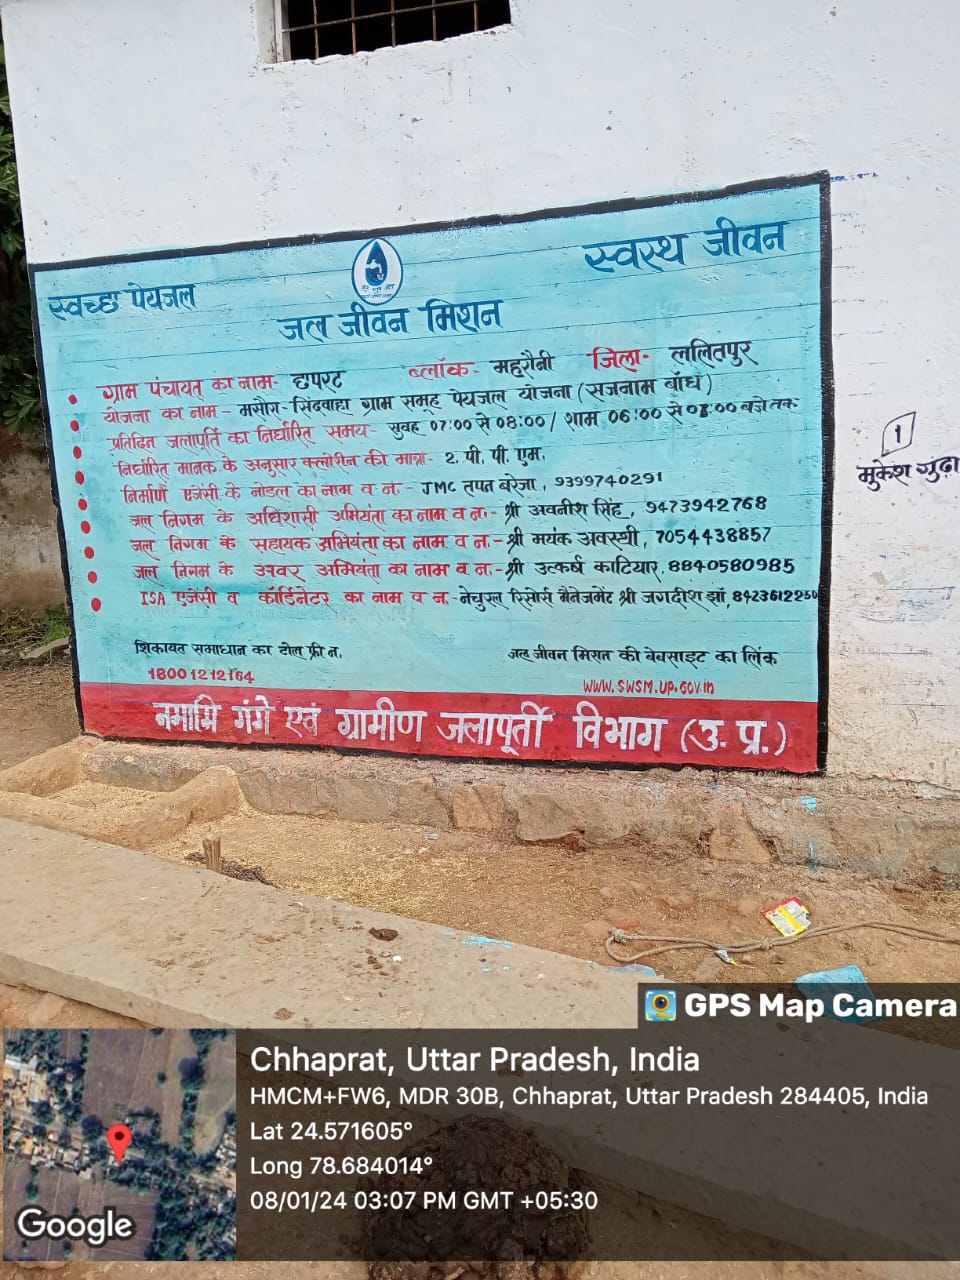 स्वच्छ पेयजल
स्वस्थ जीवन
जल जीवन मिशन
ग्राम पंचायत् का नाम- छपरट ब्लॉक- महरौनी जिला- ललितपुर
योजना का नाम - मसौरा-सिंदवाहा ग्राम समूह पेयजल योजना (सजनाम बाँध)
प्रतिदिन जलापूर्ति का निर्धारित समय- सुवह 07:00 से 08:00 / शाम 06:00 से 08:00 बजे तक
निर्धारित मानक के अनुसार क्लोरीन की मात्रा- 2. पी. पी. एम.
निर्माण एजेंसी के नोडल का नाम व न.- JMC तपत बरेजा, 9399740291
जल निगम के अधिशासी अभियंता का नाम व न.- श्री अवनीश सिंह, 9473942768
जल निगम के सहायक अभियंता का नाम व न.- श्री मयंक अवस्थी, 7054438857
जल निगम के अवर अभियंता का नाम व न.- श्री उत्कर्ष काटियार, 8840580985
ISA एजेंसी व कॉर्डिनेटर का नाम व न.- नेचुरल रिसोर्स मैनेजमेंट श्री जगदीश झाँ, 8423612250
शिकायत समाधान का टोल फ्री न.
1800 12 12 164
जल जीवन मिशन की बेवसाइट का लिंक
WWW.SWSM.UP.GOV.in
नमामि गंगे एवं ग्रामीण जलापूर्ती विभाग (उ. प्र.)
1
मुकेश गुंढ़ा
GPS Map Camera
Chhaprat, Uttar Pradesh, India
HMCM+FW6, MDR 30B, Chhaprat, Uttar Pradesh 284405, India
Lat 24.571605°
Long 78.684014°
08/01/24 03:07 PM GMT +05:30
Google